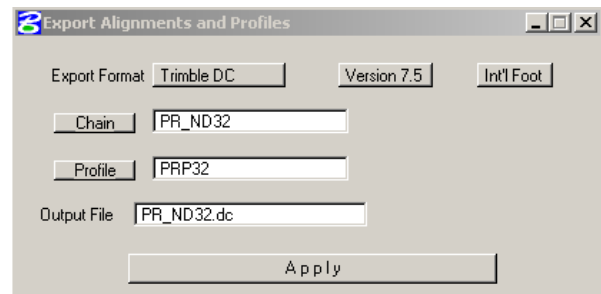 Export Alignments and Profiles
Export Format Trimble DC Version 7.5 Int'l Foot
Chain PR_ND32
Profile PRP32
Output File PR_ND32.dc
Apply